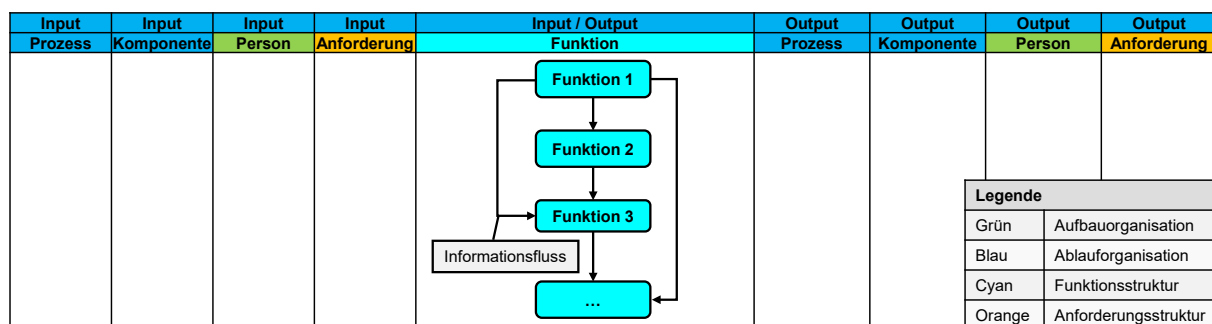 Input Input Input Input Input / Output Output Output Output Output
Prozess Komponente Person Anforderung Funktion Prozess Komponente Person Anforderung
Funktion 1
Funktion 2
Funktion 3
Informationsfluss
...
Legende
Grün Aufbauorganisation
Blau Ablauforganisation
Cyan Funktionsstruktur
Orange Anforderungsstruktur